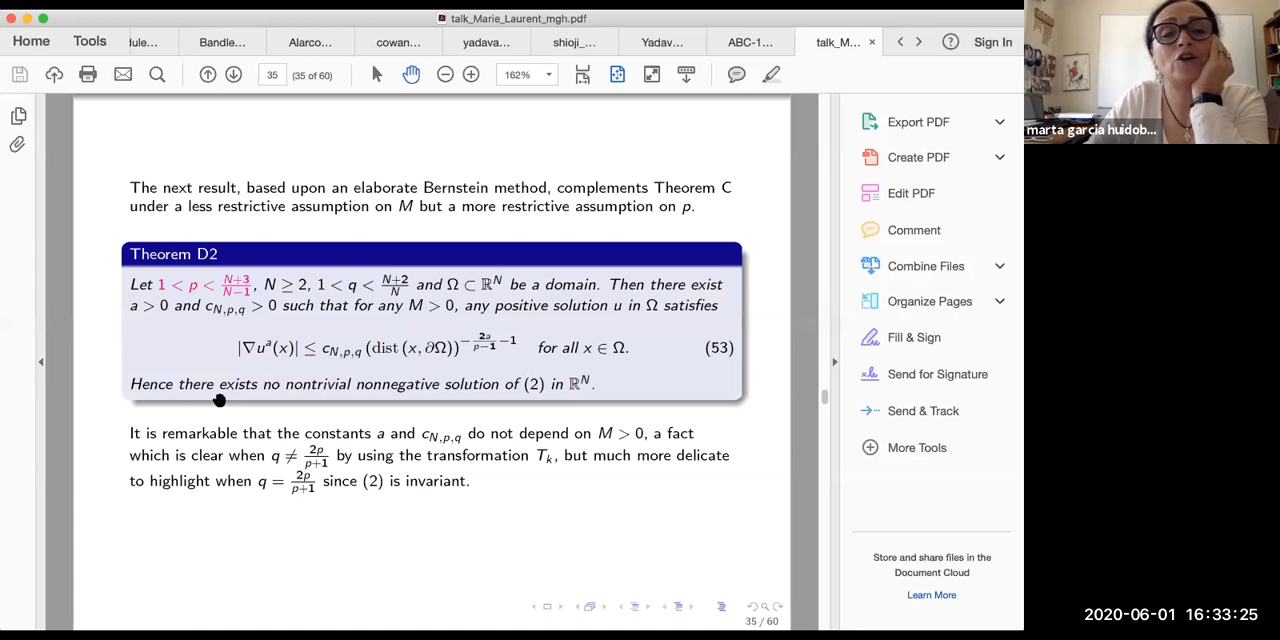 talk_Marie_Laurent_mgh.pdf
Home Tools dule... Bandle... Alarco... cowan... yadava... shioji_... Yadav... ABC-1... talk_M... × Sign In
35 (35 of 60) 162%
marta garcia huidob...
The next result, based upon an elaborate Bernstein method, complements Theorem C
under a less restrictive assumption on M but a more restrictive assumption on p.
Theorem D2
Let 1 < p < \frac{N+3}{N-1}, N ≥ 2, 1 < q < \frac{N+2}{N} and Ω ⊂ ℝ^N be a domain. Then there exist
a > 0 and c_{N,p,q} > 0 such that for any M > 0, any positive solution u in Ω satisfies
|∇u^a(x)| ≤ c_{N,p,q} (dist (x, ∂Ω))^{-\frac{2a}{p-1}-1} for all x ∈ Ω. (53)
Hence there exists no nontrivial nonnegative solution of (2) in ℝ^N.
It is remarkable that the constants a and c_{N,p,q} do not depend on M > 0, a fact
which is clear when q ≠ \frac{2p}{p+1} by using the transformation T_k, but much more delicate
to highlight when q = \frac{2p}{p+1} since (2) is invariant.
35 / 60
Export PDF
Create PDF
Edit PDF
Comment
Combine Files
Organize Pages
Fill & Sign
Send for Signature
Send & Track
More Tools
Store and share files in the
Document Cloud
Learn More
2020-06-01 16:33:25